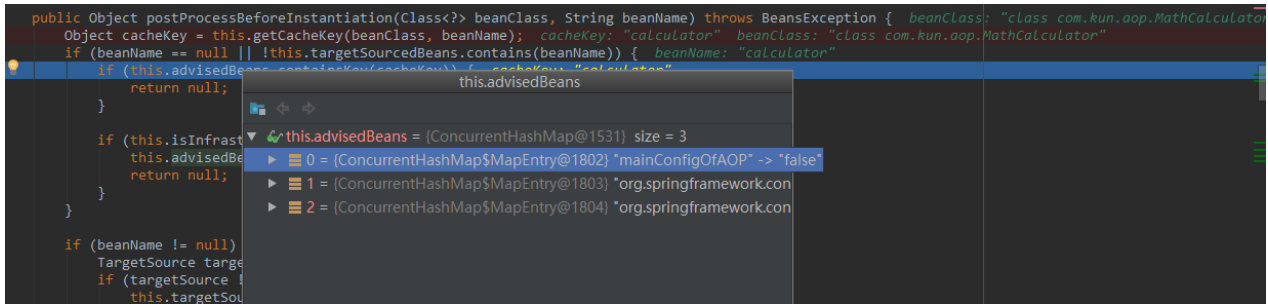 public Object postProcessBeforeInstantiation(Class<?> beanClass, String beanName) throws BeansException {  beanClass: "class com.kun.aop.MathCalculator
Object cacheKey = this.getCacheKey(beanClass, beanName);  cacheKey: "calculator"  beanClass: "class com.kun.aop.MathCalculator"
if (beanName == null || !this.targetSourcedBeans.contains(beanName)) {  beanName: "calculator"
if (this.advisedBeans.containsKey(cacheKey)) {  cacheKey: "calculator"
this.advisedBeans
return null;
}
this.advisedBeans = {ConcurrentHashMap@1531} size = 3
if (this.isInfrast
0 = {ConcurrentHashMap$MapEntry@1802} "mainConfigOfAOP" -> "false"
this.advisedBe
return null;
1 = {ConcurrentHashMap$MapEntry@1803} "org.springframework.con
}
2 = {ConcurrentHashMap$MapEntry@1804} "org.springframework.con
}
if (beanName != null)
TargetSource targe
if (targetSource !
this.targetSou